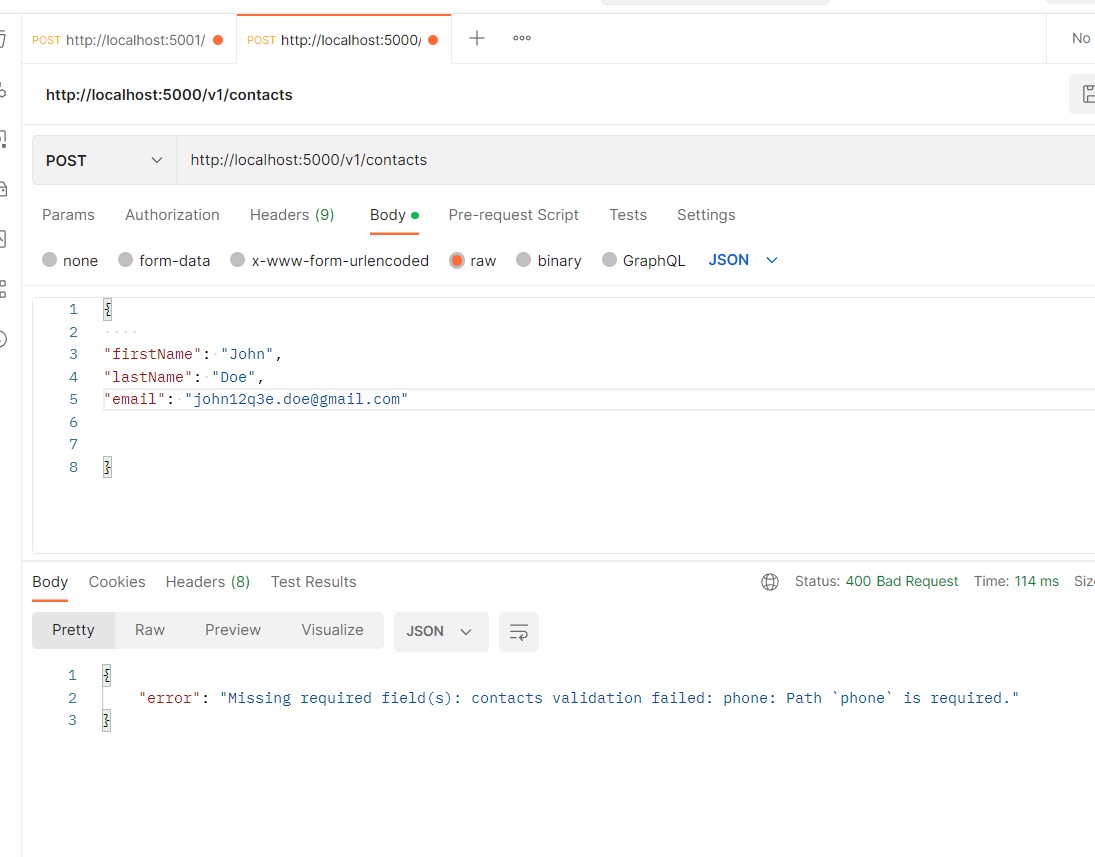 POST http://localhost:5001/ POST http://localhost:5000/ No
http://localhost:5000/v1/contacts
POST http://localhost:5000/v1/contacts
Params Authorization Headers (9) Body Pre-request Script Tests Settings
none form-data x-www-form-urlencoded raw binary GraphQL JSON
1 {
2 ....
3 "firstName": "John",
4 "lastName": "Doe",
5 "email": "john12q3e.doe@gmail.com"
6
7
8 }
Body Cookies Headers (8) Test Results Status: 400 Bad Request Time: 114 ms
Pretty Raw Preview Visualize JSON
1 {
2 "error": "Missing required field(s): contacts validation failed: phone: Path `phone` is required."
3 }